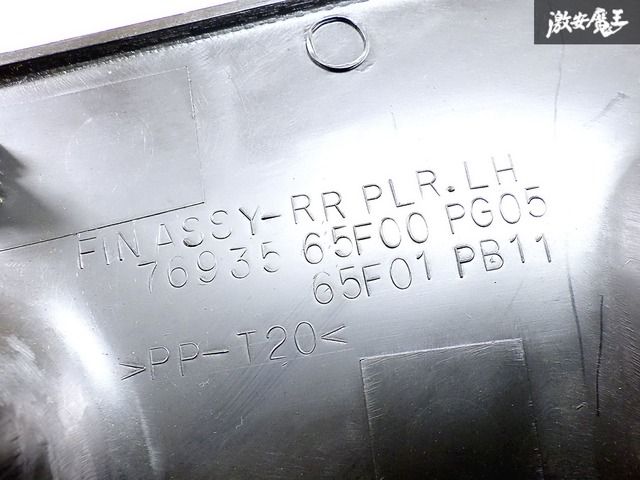 激安魔王
FIN ASSY-RR PLR. LH
76935 65F00 PG05
65F01 PB11
>PP-T20<